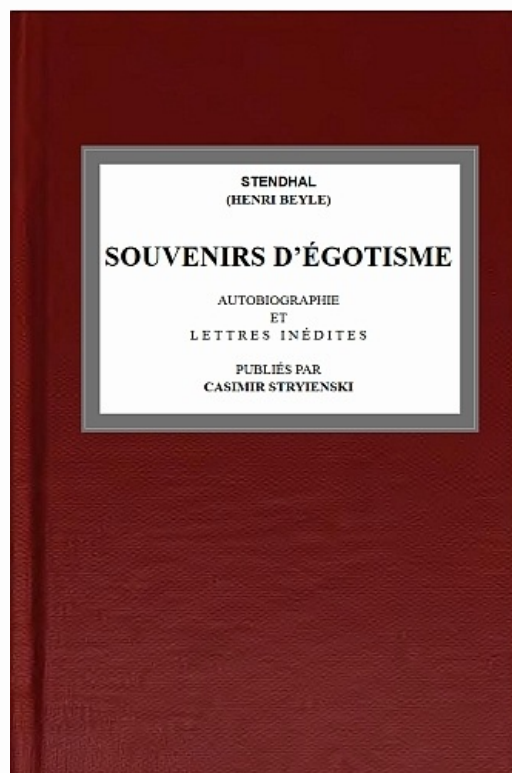 STENDHAL
(HENRI BEYLE)
SOUVENIRS D’ÉGOTISME
AUTOBIOGRAPHIE
ET
LETTRES INÉDITES
PUBLIÉS PAR
CASIMIR STRYIENSKI